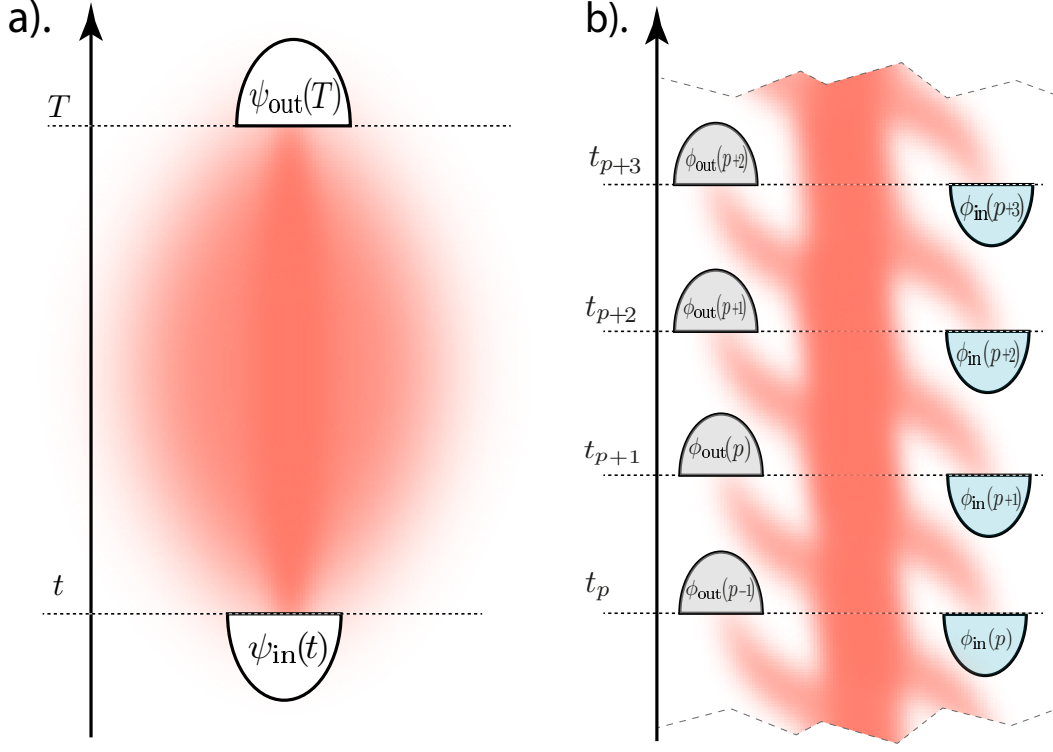 a).
T
ψout(T)
t
ψin(t)
b).
tp+3
ϕout(p+2)
ϕin(p+3)
tp+2
ϕout(p+1)
ϕin(p+2)
tp+1
ϕout(p)
ϕin(p+1)
tp
ϕout(p−1)
ϕin(p)